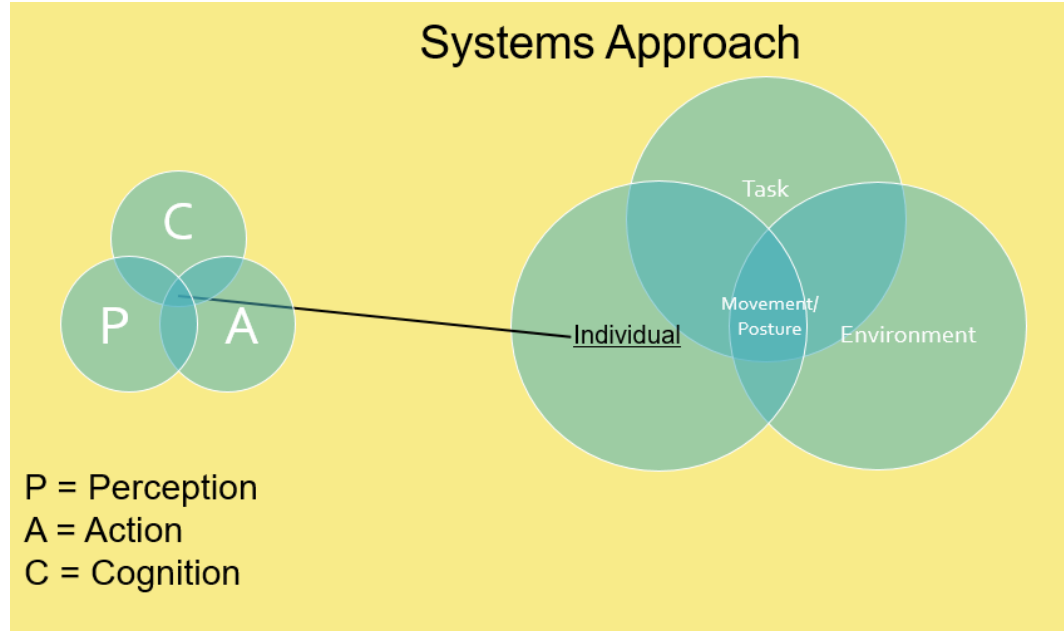 Systems Approach
C
P
A
Task
Movement/
Posture
Individual
Environment
P = Perception
A = Action
C = Cognition